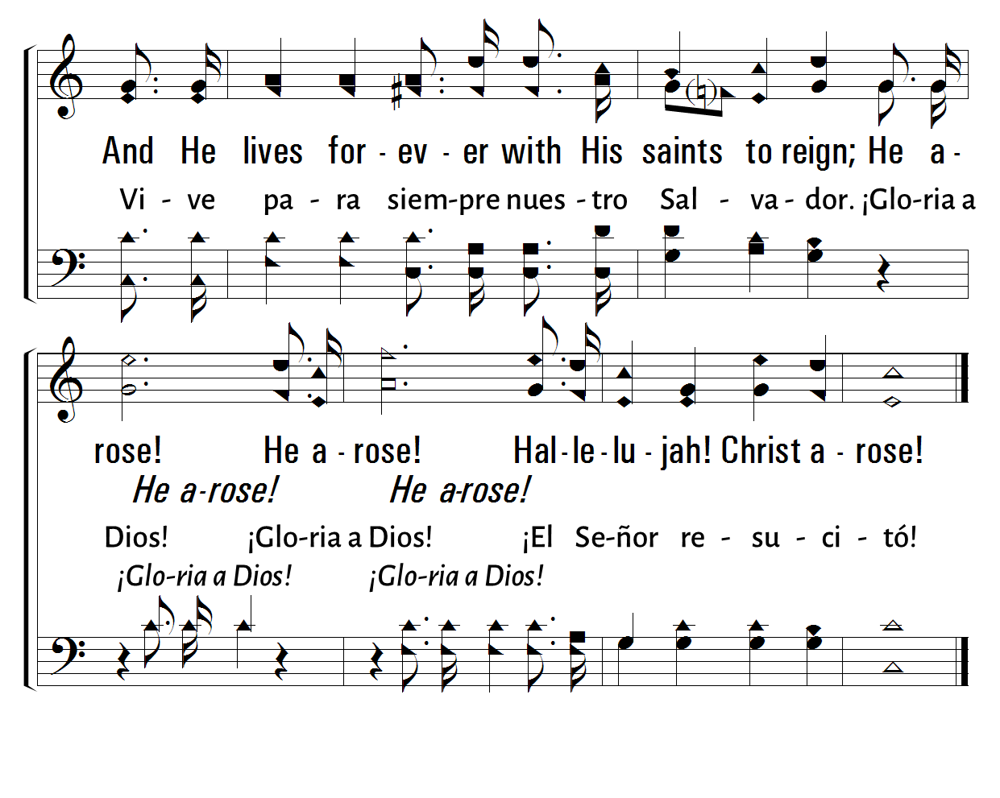 And He lives for - ev - er with His saints to reign; He a -
Vi - ve pa - ra siem-pre nues - tro Sal - va - dor. ¡Glo-ria a
rose! He a - rose! Hal - le - lu - jah! Christ a - rose!
He a-rose! He a-rose!
Dios! ¡Glo-ria a Dios! ¡El Se-ñor re - su - ci - tó!
¡Glo-ria a Dios! ¡Glo-ria a Dios!